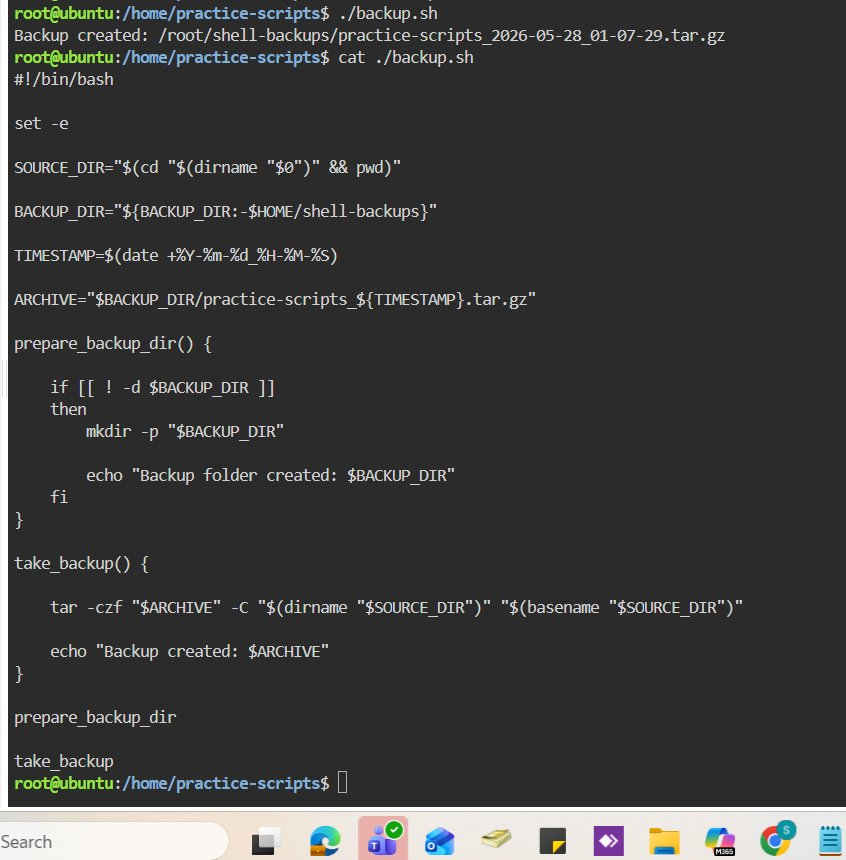 root@ubuntu:/home/practice-scripts$ ./backup.sh
Backup created: /root/shell-backups/practice-scripts_2026-05-28_01-07-29.tar.gz
root@ubuntu:/home/practice-scripts$ cat ./backup.sh
#!/bin/bash
set -e
SOURCE_DIR="$(cd "$(dirname "$0")" && pwd)"
BACKUP_DIR="${BACKUP_DIR:-$HOME/shell-backups}"
TIMESTAMP=$(date +%Y-%m-%d_%H-%M-%S)
ARCHIVE="$BACKUP_DIR/practice-scripts_${TIMESTAMP}.tar.gz"
prepare_backup_dir() {
    if [[ ! -d $BACKUP_DIR ]]
    then
        mkdir -p "$BACKUP_DIR"
        echo "Backup folder created: $BACKUP_DIR"
    fi
}
take_backup() {
    tar -czf "$ARCHIVE" -C "$(dirname "$SOURCE_DIR")" "$(basename "$SOURCE_DIR")"
    echo "Backup created: $ARCHIVE"
}
prepare_backup_dir
take_backup
root@ubuntu:/home/practice-scripts$
Search
T
O
M365
S